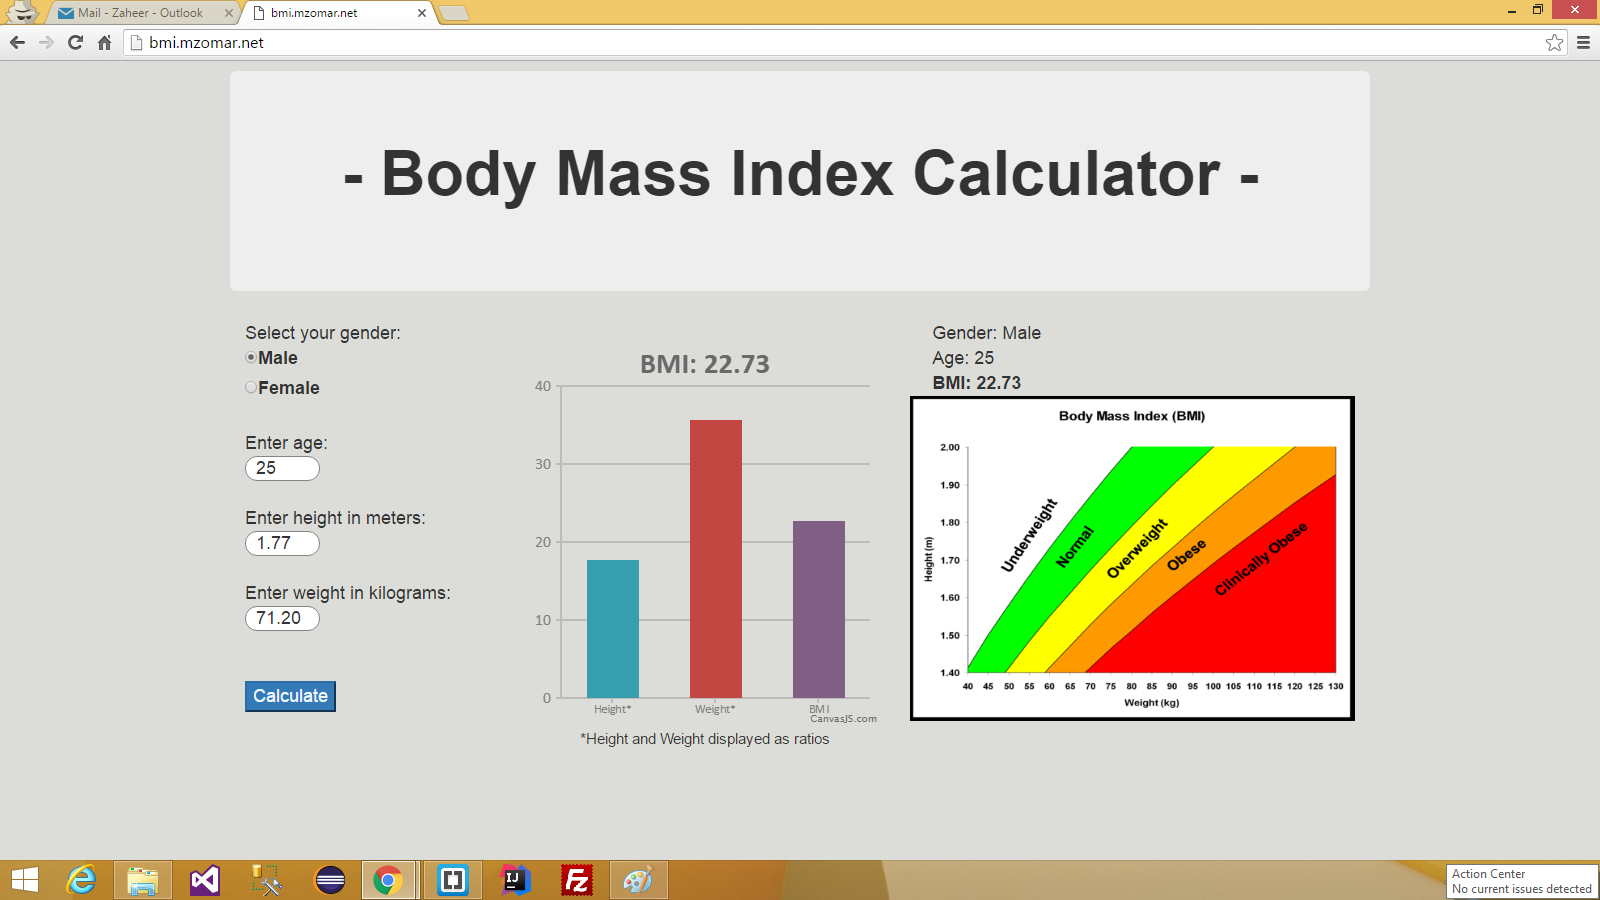 Mail - Zaheer - Outlook
bmi.mzomar.net
bmi.mzomar.net
- Body Mass Index Calculator -
Select your gender:
Male
Female
Enter age:
25
Enter height in meters:
1.77
Enter weight in kilograms:
71.20
Calculate
BMI: 22.73
40
30
20
10
0
Height*
Weight*
BMI
CanvasJS.com
*Height and Weight displayed as ratios
Gender: Male
Age: 25
BMI: 22.73
Body Mass Index (BMI)
2.00
1.90
1.80
1.70
1.60
1.50
1.40
Height (m)
Underweight
Normal
Overweight
Obese
Clinically Obese
40 45 50 55 60 65 70 75 80 85 90 95 100 105 110 115 120 125 130
Weight (kg)
IJ
Fz
Action Center
No current issues detected